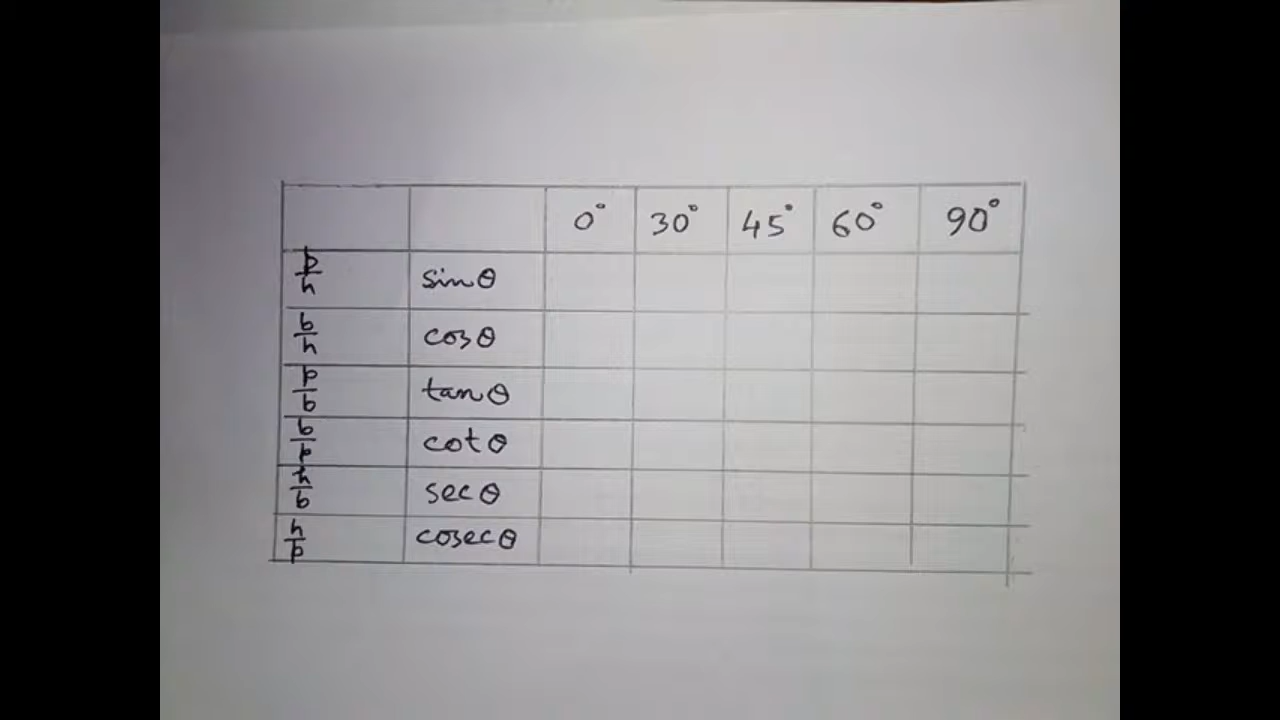 0° 30° 45° 60° 90°
p/h sinθ
b/h cosθ
p/b tanθ
b/p cotθ
h/b secθ
h/p cosecθ